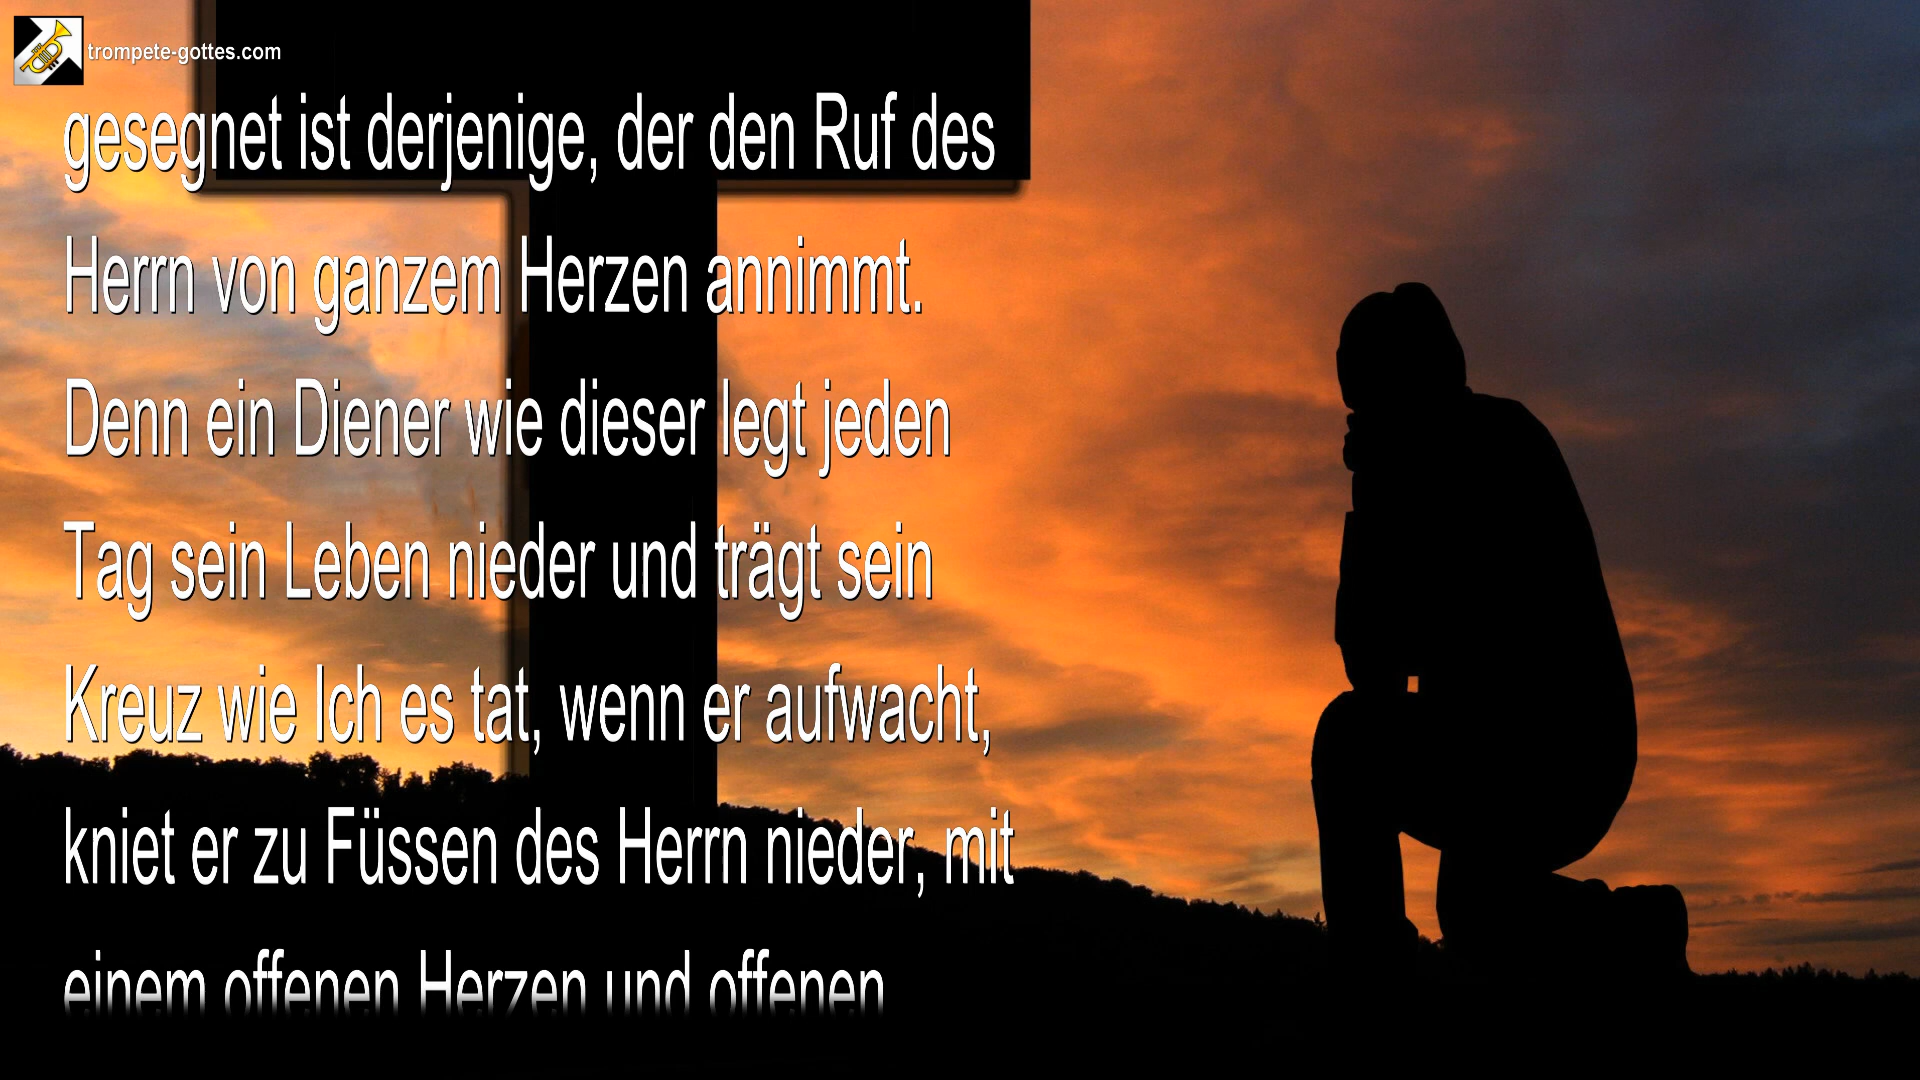 trompete-gottes.com
gesegnet ist derjenige, der den Ruf des
Herrn von ganzem Herzen annimmt.
Denn ein Diener wie dieser legt jeden
Tag sein Leben nieder und trägt sein
Kreuz wie Ich es tat, wenn er aufwacht,
kniet er zu Füssen des Herrn nieder, mit
einem offenen Herzen und offenen